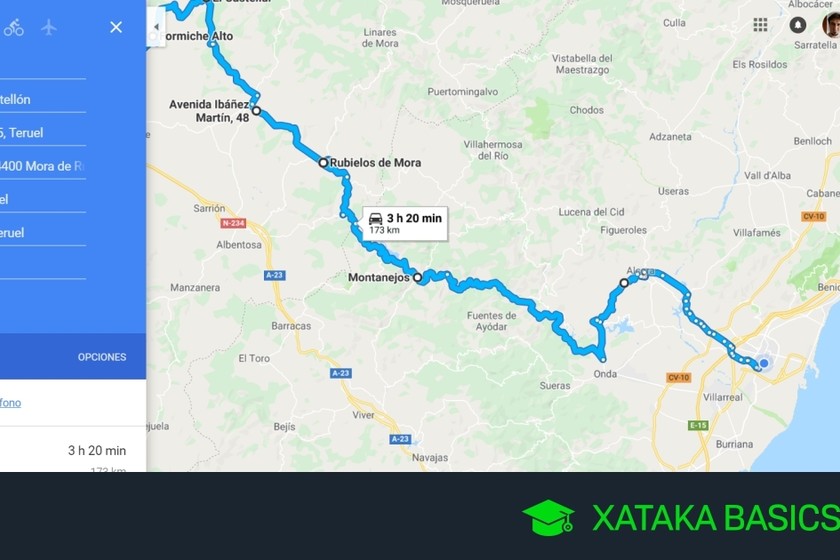 tellón
5, Teruel
4400 Mora de R
el
eruel
OPCIONES
fono
3 h 20 min
173 km
El Castellar
Formiche Alto
Avenida Ibáñez
Martín, 48
Rubielos de Mora
3 h 20 min
173 km
Montanejos
Mosqueruela
Linares
de Mora
Puertomingalvo
Culla
Albocácer
Sarratella
Els Rosildos
Vistabella del
Maestrazgo
Chodos
Adzaneta
Benlloch
Villahermosa
del Río
Vall d'Alba
Cabanes
Useras
CV-10
Sarrión
N-234
Albentosa
Lucena del Cid
Figueroles
Villafamés
A-23
Manzanera
Alcora
Benic
Barracas
Fuentes de
Ayódar
El Toro
A-23
Onda
CV-10
Sueras
Villarreal
Viver
E-15
ejuela
Bejís
A-23
Navajas
Burriana
XATAKA BASICS